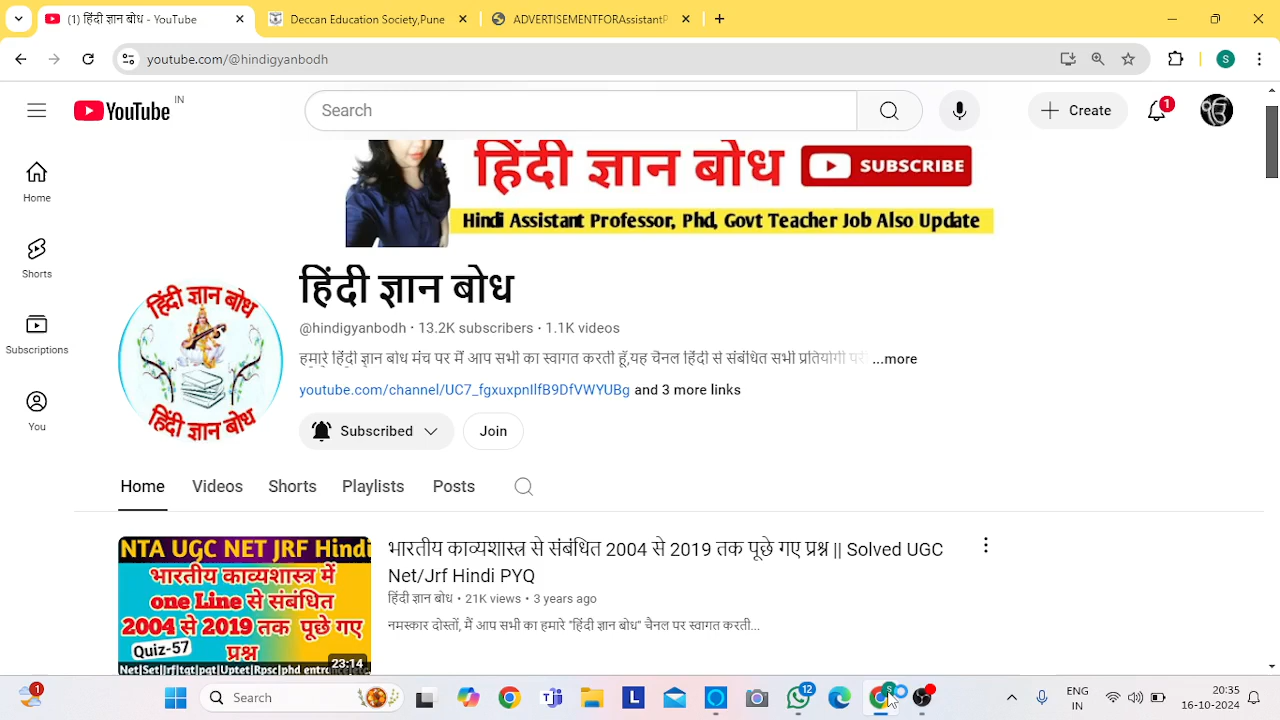 (1) हिंदी ज्ञान बोध - YouTube
Deccan Education Society,Pune
ADVERTISEMENTFORAssistantP
youtube.com/@hindigyanbodh
S
YouTube IN
Search
Create
1
हिंदी ज्ञान बोध SUBSCRIBE
Hindi Assistant Professor, Phd, Govt Teacher Job Also Update
Home
Shorts
Subscriptions
You
हिंदी ज्ञान बोध
हिंदी ज्ञान बोध
हिंदी ज्ञान बोध
@hindigyanbodh · 13.2K subscribers · 1.1K videos
हमारे हिंदी ज्ञान बोध मंच पर मैं आप सभी का स्वागत करती हूँ,यह चैनल हिंदी से संबंधित सभी प्रतियोगी परी ...more
youtube.com/channel/UC7_fgxuxpnIlfB9DfVWYUBg and 3 more links
Subscribed
Join
Home Videos Shorts Playlists Posts
NTA UGC NET JRF Hindi
भारतीय काव्यशास्त्र में
one Line से संबंधित
2004 से 2019 तक पूछे गए
प्रश्न
Quiz-57
23:14
भारतीय काव्यशास्त्र से संबंधित 2004 से 2019 तक पूछे गए प्रश्न || Solved UGC
Net/Jrf Hindi PYQ
हिंदी ज्ञान बोध • 21K views • 3 years ago
नमस्कार दोस्तों, मैं आप सभी का हमारे "हिंदी ज्ञान बोध" चैनल पर स्वागत करती...
1
Search
12
ENG
IN
20:35
16-10-2024